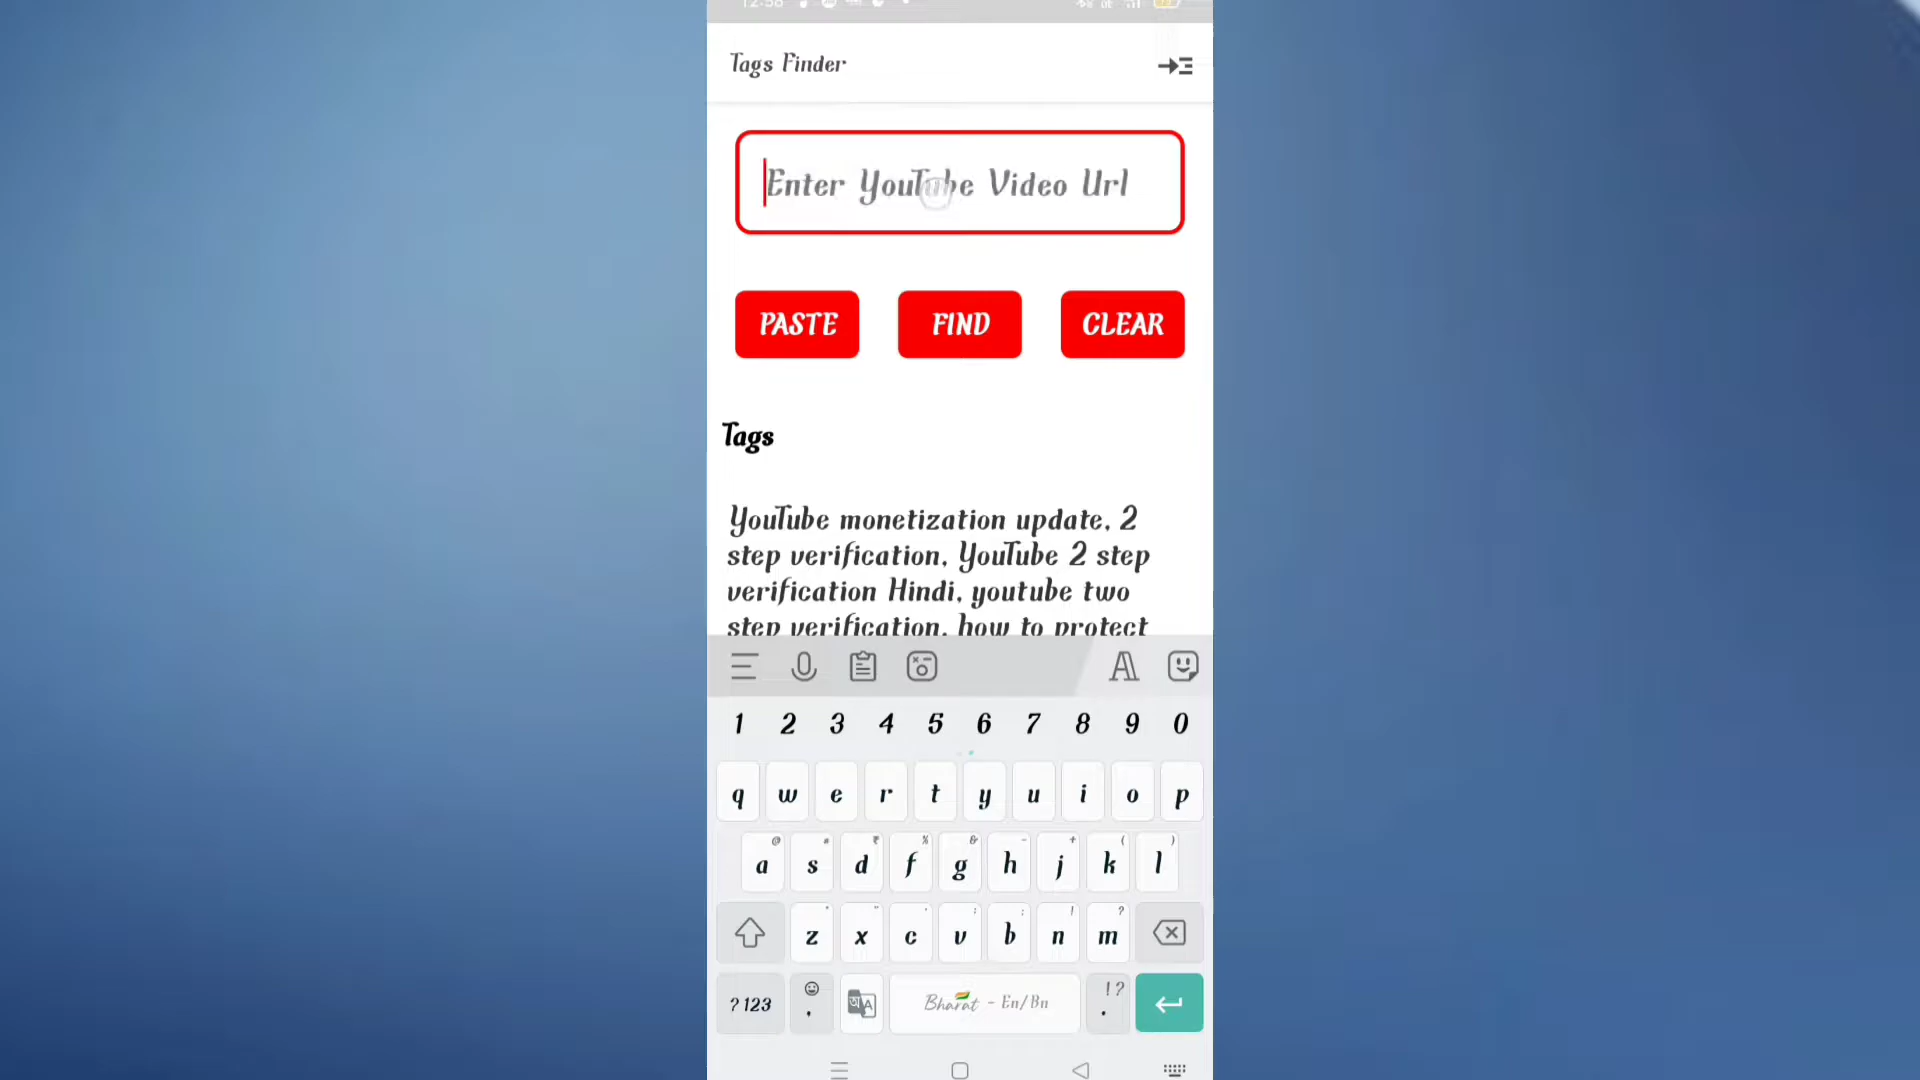 12:58
Tags Finder
Enter YouTube Video Url
PASTE FIND CLEAR
Tags
YouTube monetization update, 2
step verification, YouTube 2 step
verification Hindi, youtube two
step verification, how to protect
1 2 3 4 5 6 7 8 9 0
q w e r t y u i o p
@ # ₹ % & - + ( )
a s d f g h j k l
z x c v b n m
?123 , Bharat - En/Bn . !?